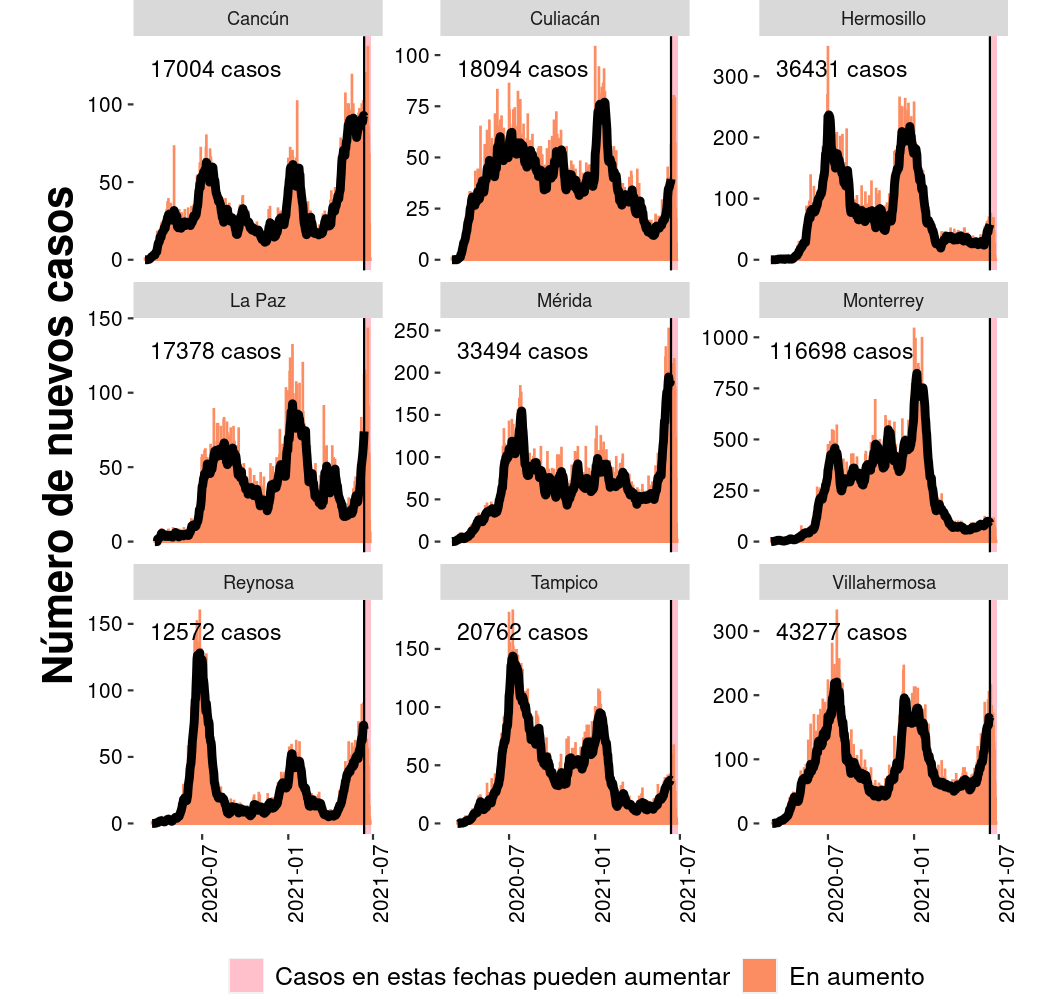 Número de nuevos casos
Cancún
17004 casos
100
50
0
Culiacán
18094 casos
100
75
50
25
0
Hermosillo
36431 casos
300
200
100
0
La Paz
17378 casos
150
100
50
0
Mérida
33494 casos
250
200
150
100
50
0
Monterrey
116698 casos
1000
750
500
250
0
Reynosa
12572 casos
150
100
50
0
2020-07
2021-01
2021-07
Tampico
20762 casos
150
100
50
0
2020-07
2021-01
2021-07
Villahermosa
43277 casos
300
200
100
0
2020-07
2021-01
2021-07
Casos en estas fechas pueden aumentar
En aumento